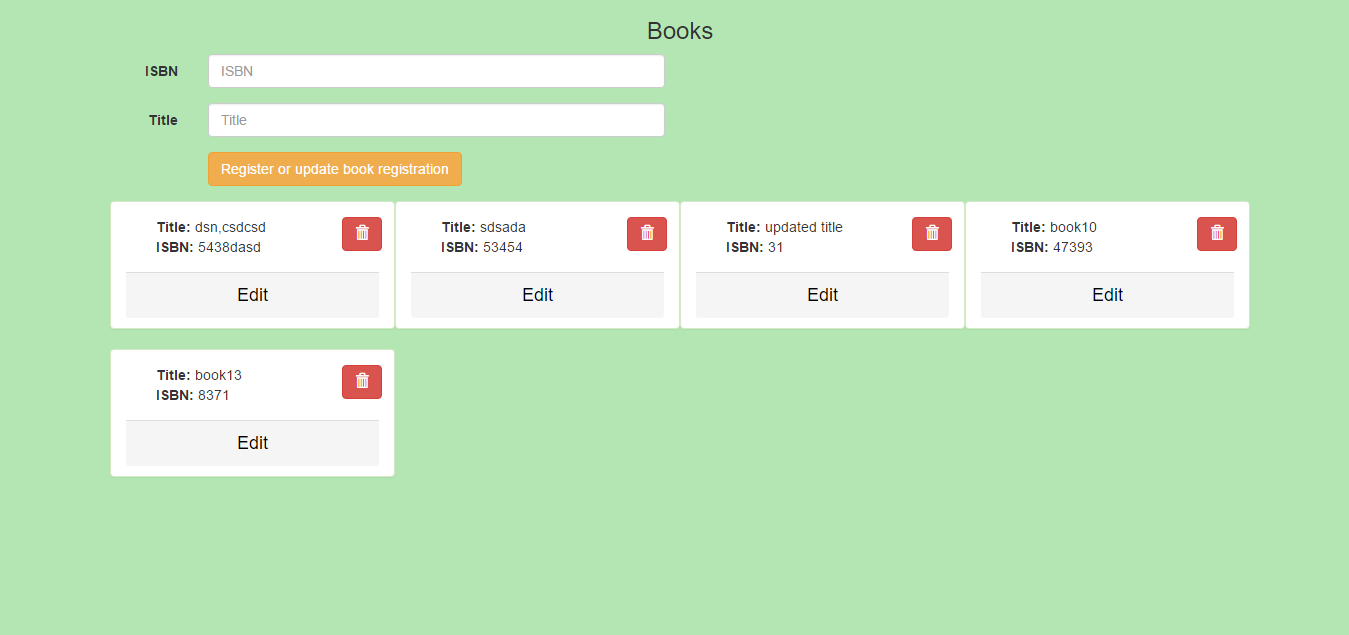 Books
ISBN ISBN
Title Title
Register or update book registration
Title: dsn,csdcsd
ISBN: 5438dasd
Edit
Title: sdsada
ISBN: 53454
Edit
Title: updated title
ISBN: 31
Edit
Title: book10
ISBN: 47393
Edit
Title: book13
ISBN: 8371
Edit